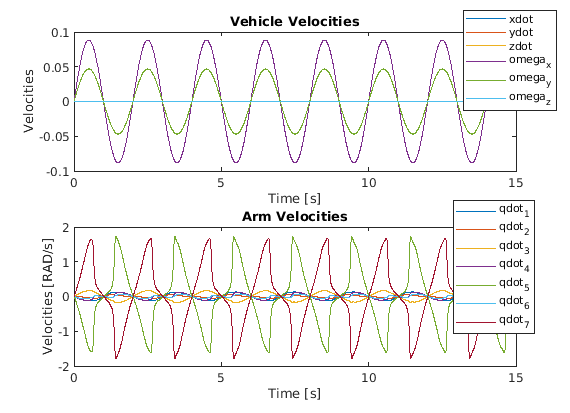 Vehicle Velocities
0.1
0.05
0
-0.05
-0.1
Velocities
0
5
10
15
Time [s]
xdot
ydot
zdot
omega_x
omega_y
omega_z
Arm Velocities
2
1
0
-1
-2
Velocities [RAD/s]
0
5
10
15
Time [s]
qdot_1
qdot_2
qdot_3
qdot_4
qdot_5
qdot_6
qdot_7